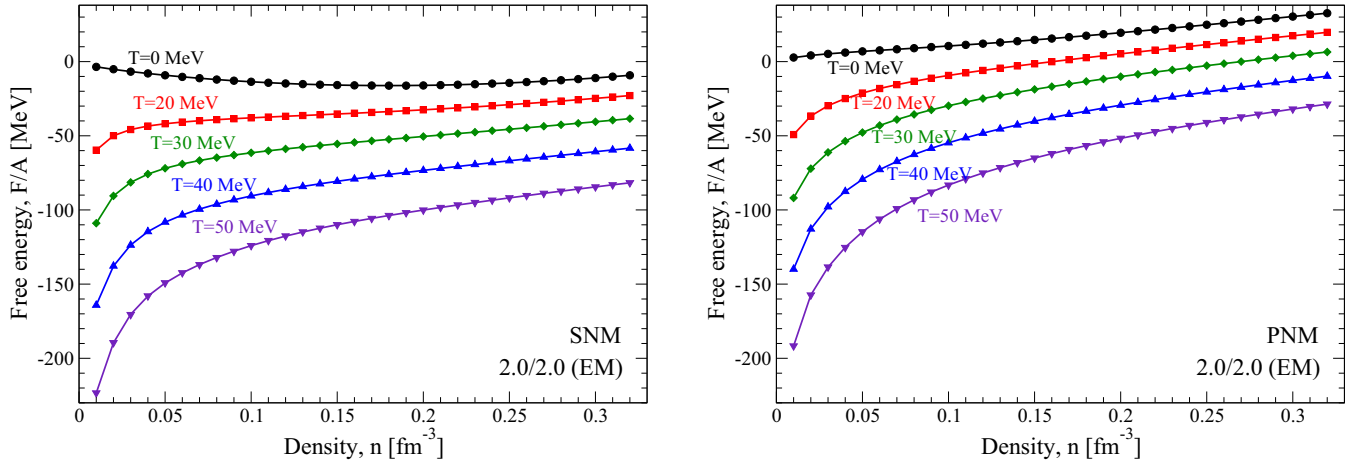 Free energy, F/A [MeV]
0
-50
-100
-150
-200
T=0 MeV
T=20 MeV
T=30 MeV
T=40 MeV
T=50 MeV
SNM
2.0/2.0 (EM)
0 0.05 0.1 0.15 0.2 0.25 0.3
Density, n [fm-3]
Free energy, F/A [MeV]
0
-50
-100
-150
-200
T=0 MeV
T=20 MeV
T=30 MeV
T=40 MeV
T=50 MeV
PNM
2.0/2.0 (EM)
0 0.05 0.1 0.15 0.2 0.25 0.3
Density, n [fm-3]